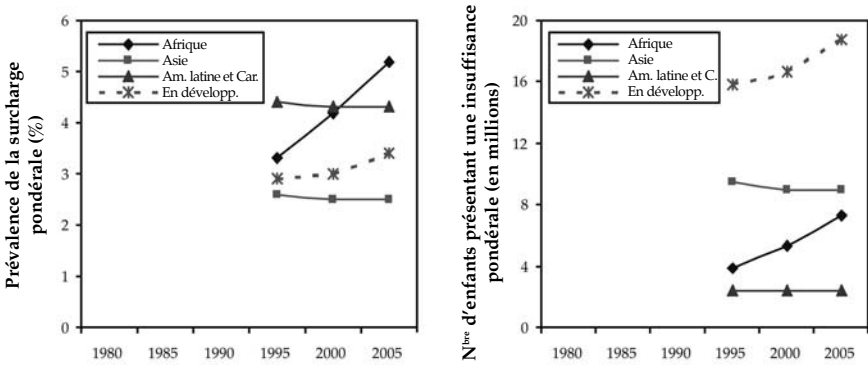 Prévalence de la surcharge
pondérale (%)
6
5
4
3
2
1
0
Afrique
Asie
Am. latine et Car.
En développ.
1980 1985 1990 1995 2000 2005
Nbre d'enfants présentant une insuffisance
pondérale (en millions)
20
16
12
8
4
0
Afrique
Asie
Am. latine et C.
En développ.
1980 1985 1990 1995 2000 2005